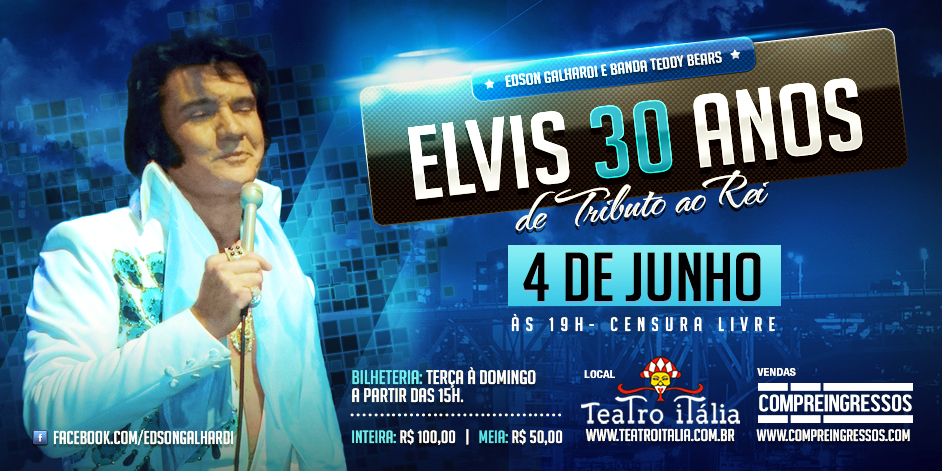 EDSON GALHARDI E BANDA TEDDY BEARS
ELVIS 30 ANOS
de Tributo ao Rei
4 DE JUNHO
ÀS 19H- CENSURA LIVRE
BILHETERIA: TERÇA À DOMINGO
A PARTIR DAS 15H.
INTEIRA: R$ 100,00 | MEIA: R$ 50,00
LOCAL
TeaTro iTália
WWW.TEATROITALIA.COM.BR
VENDAS
COMPREINGRESSOS
WWW.COMPREINGRESSOS.COM
f FACEBOOK.COM/EDSONGALHARDI